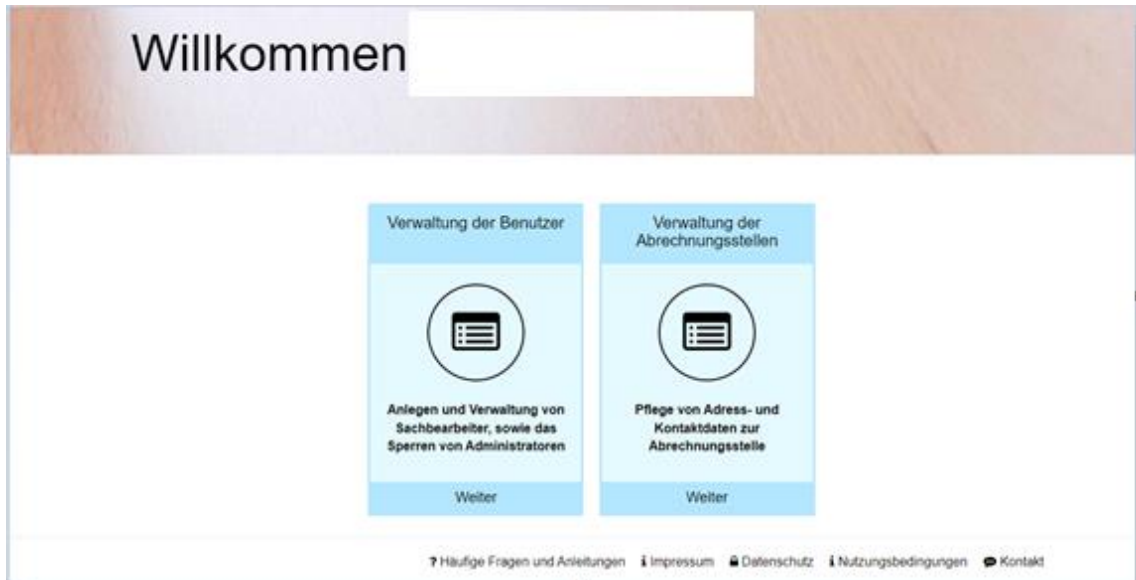 Willkommen
Verwaltung der Benutzer
Anlegen und Verwaltung von
Sachbearbeiter, sowie das
Sperren von Administratoren
Weiter
Verwaltung der
Abrechnungsstellen
Pflege von Adress- und
Kontaktdaten zur
Abrechnungsstelle
Weiter
? Häufige Fragen und Anleitungen i Impressum Datenschutz i Nutzungsbedingungen Kontakt